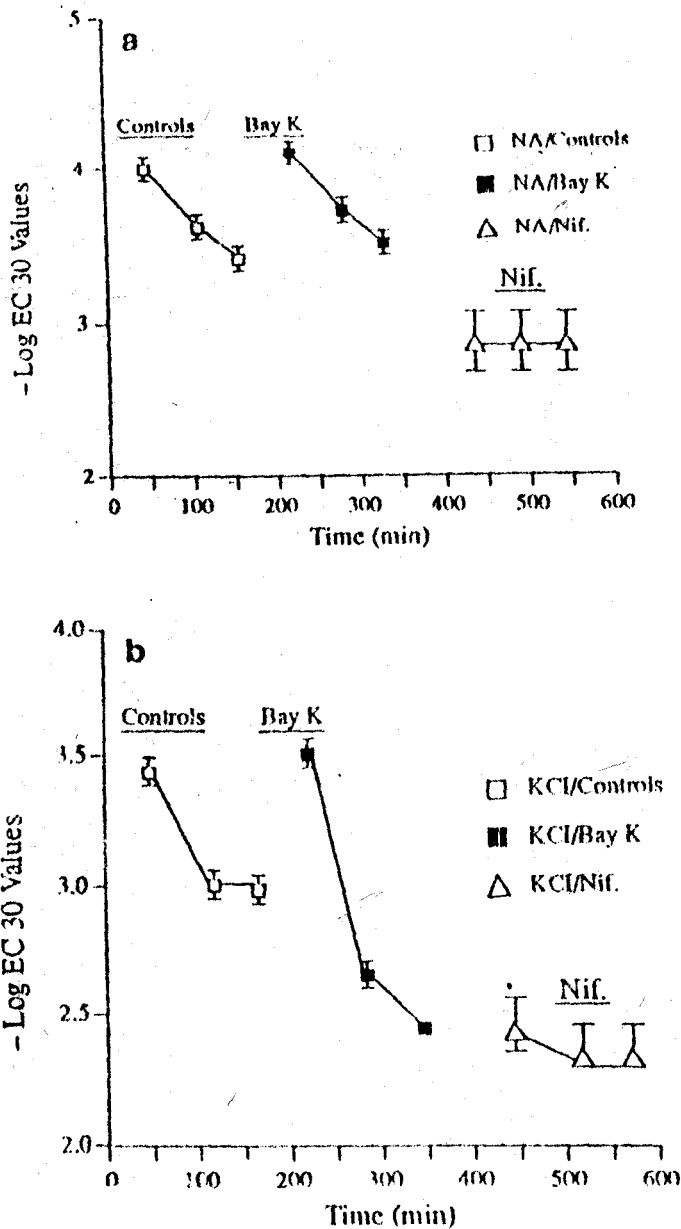 a
5
4
3
2
- Log EC 30 Values
Controls
Bay K
NA/Controls
NA/Bay K
NA/Nif.
Nif.
0 100 200 300 400 500 600
Time (min)
b
4.0
3.5
3.0
2.5
2.0
- Log EC 30 Values
Controls
Bay K
KCl/Controls
KCl/Bay K
KCl/Nif.
Nif.
0 100 200 300 400 500 600
Time (min)